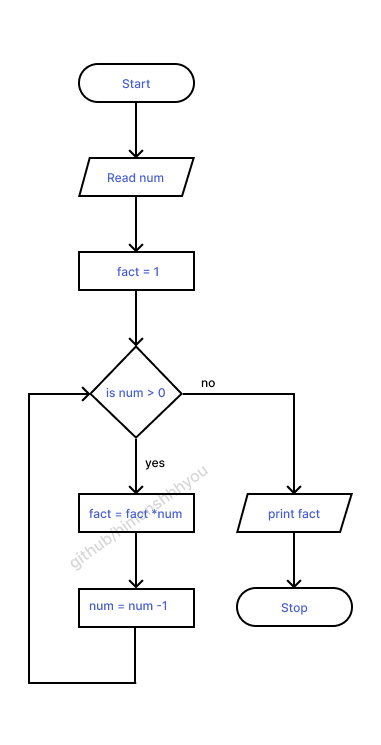 Start
Read num
fact = 1
is num > 0
no
yes
fact = fact *num
print fact
num = num -1
Stop
github/himanshhhyou